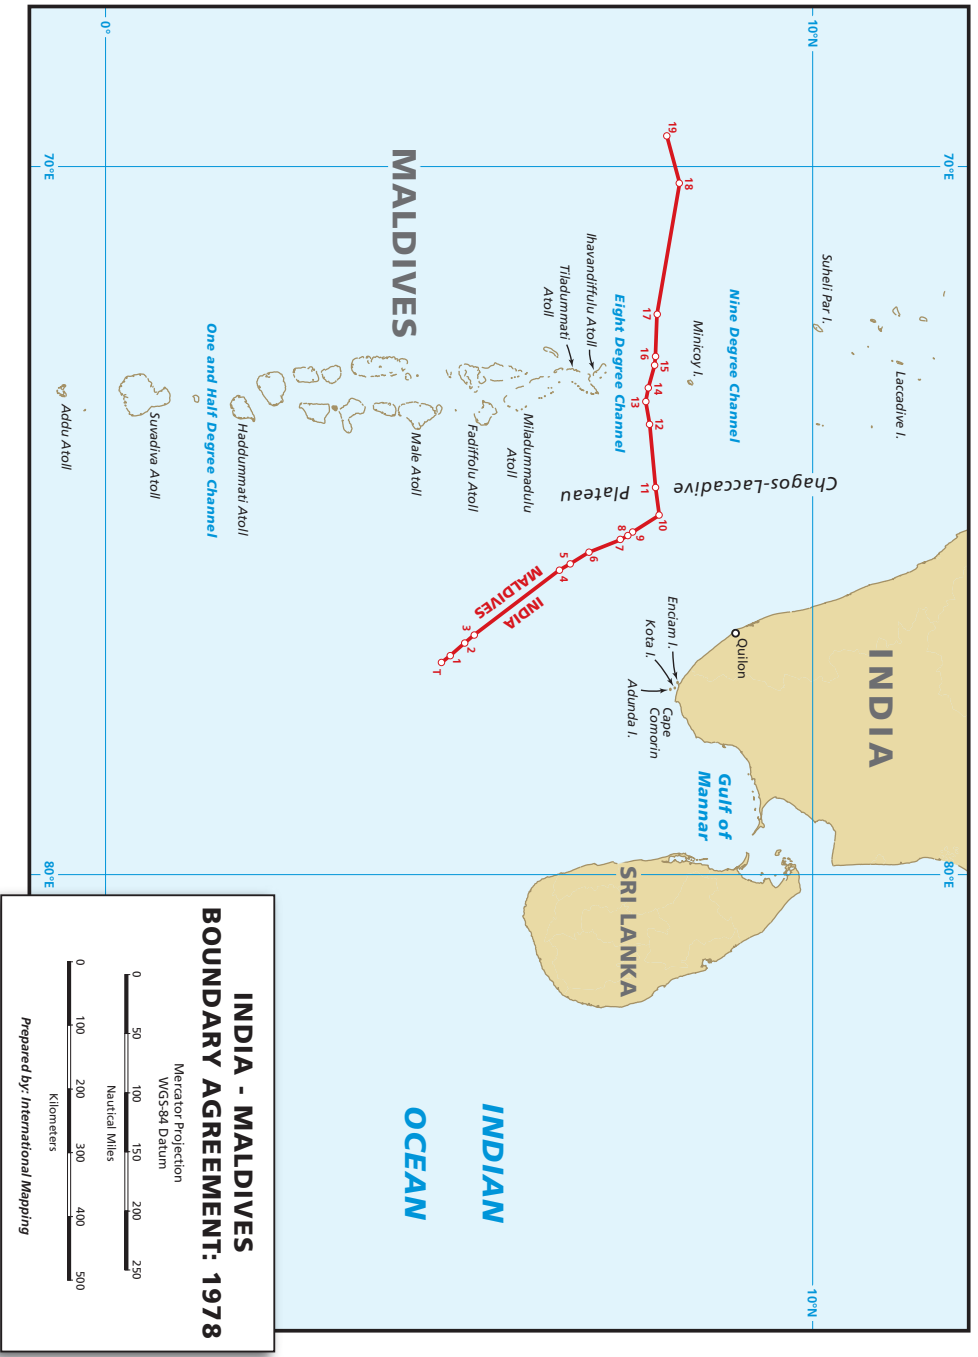 70°E
80°E
10°N
10°N
0°
INDIA
Laccadive I.
Suheli Par I.
Nine Degree Channel
Minicoy I.
Chagos-Laccadive
Plateau
Quilon
Enciam I.
Kota I.
Cape
Comorin
Adunda I.
Gulf of
Mannar
SRI LANKA
19
18
17
16
15
14
13
12
11
10
9
8
7
6
5
4
3
2
1
T
MALDIVES
INDIA
Eight Degree Channel
Ihavandiffulu Atoll
Tiladummati
Atoll
Miladummadulu
Atoll
Fadiffolu Atoll
Male Atoll
MALDIVES
Haddummati Atoll
One and Half Degree Channel
Suvadiva Atoll
Addu Atoll
INDIAN
OCEAN
70°E
80°E
INDIA - MALDIVES
BOUNDARY AGREEMENT: 1978
Mercator Projection
WGS-84 Datum
0 50 100 150 200 250
Nautical Miles
0 100 200 300 400 500
Kilometers
Prepared by: International Mapping